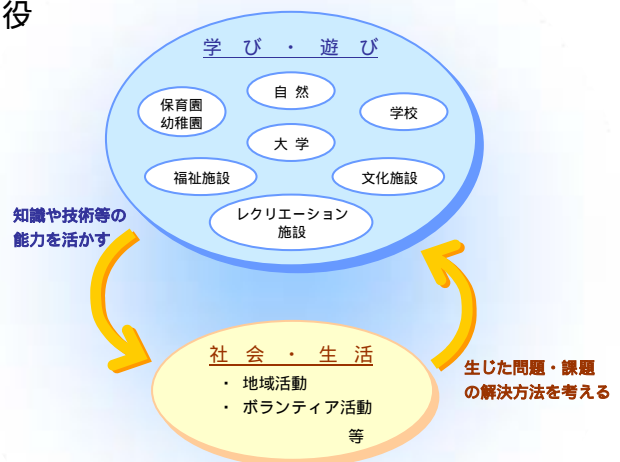 役
学 び ・ 遊 び
自 然
保育園
幼稚園
学校
大 学
福祉施設
文化施設
レクリエーション
施設
知識や技術等の
能力を活かす
社 会 ・ 生 活
・ 地域活動
・ ボランティア活動
等
生じた問題・課題
の解決方法を考える